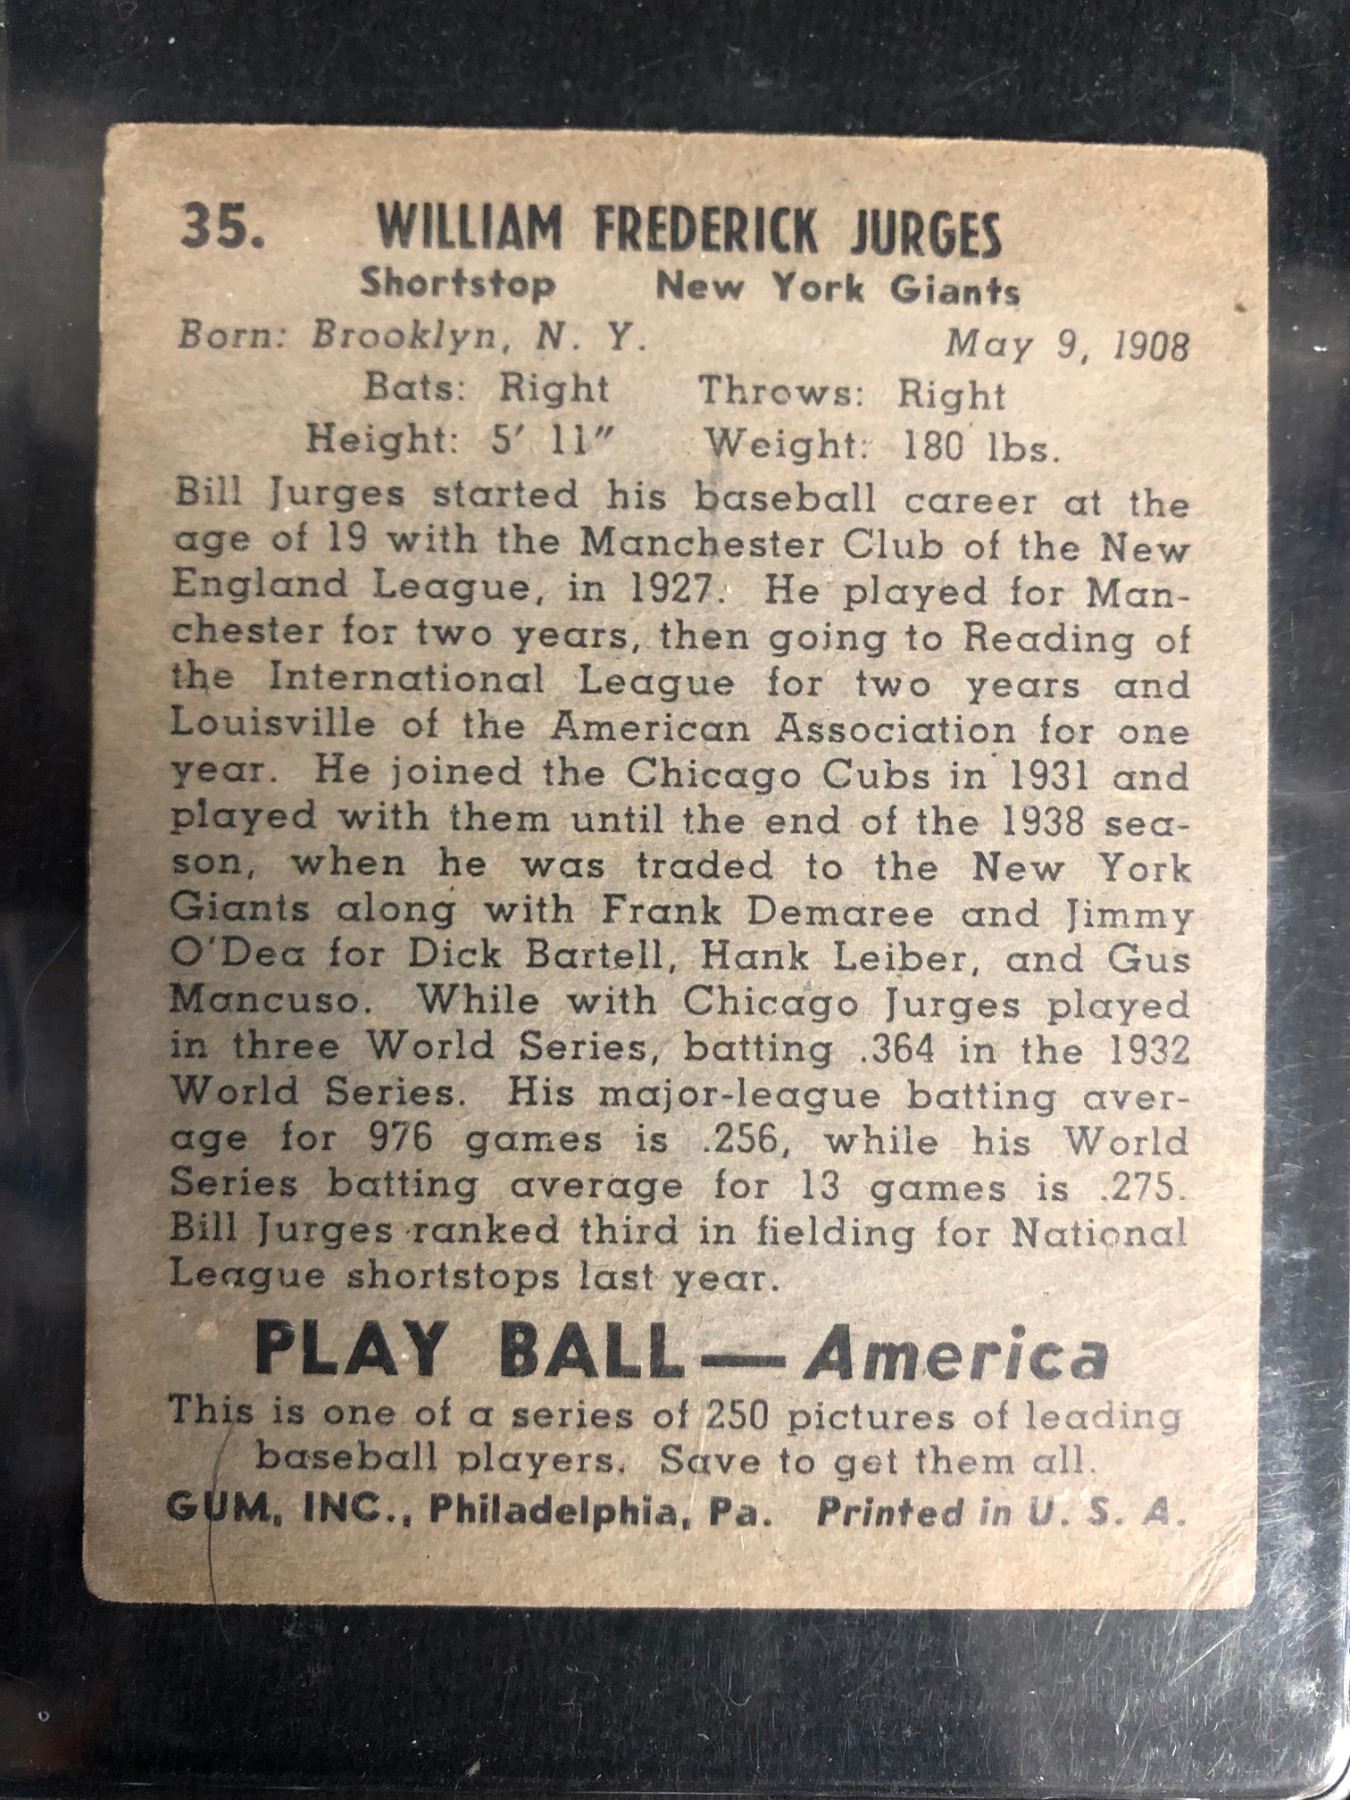 35. WILLIAM FREDERICK JURGES
Shortstop New York Giants
Born: Brooklyn, N. Y. May 9, 1908
Bats: Right Throws: Right
Height: 5′ 11″ Weight: 180 lbs.
Bill Jurges started his baseball career at the
age of 19 with the Manchester Club of the New
England League, in 1927. He played for Man-
chester for two years, then going to Reading of
the International League for two years and
Louisville of the American Association for one
year. He joined the Chicago Cubs in 1931 and
played with them until the end of the 1938 sea-
son, when he was traded to the New York
Giants along with Frank Demaree and Jimmy
O'Dea for Dick Bartell, Hank Leiber, and Gus
Mancuso. While with Chicago Jurges played
in three World Series, batting .364 in the 1932
World Series. His major-league batting aver-
age for 976 games is .256, while his World
Series batting average for 13 games is .275.
Bill Jurges ranked third in fielding for National
League shortstops last year.
PLAY BALL—America
This is one of a series of 250 pictures of leading
baseball players. Save to get them all.
GUM, INC., Philadelphia, Pa. Printed in U. S. A.